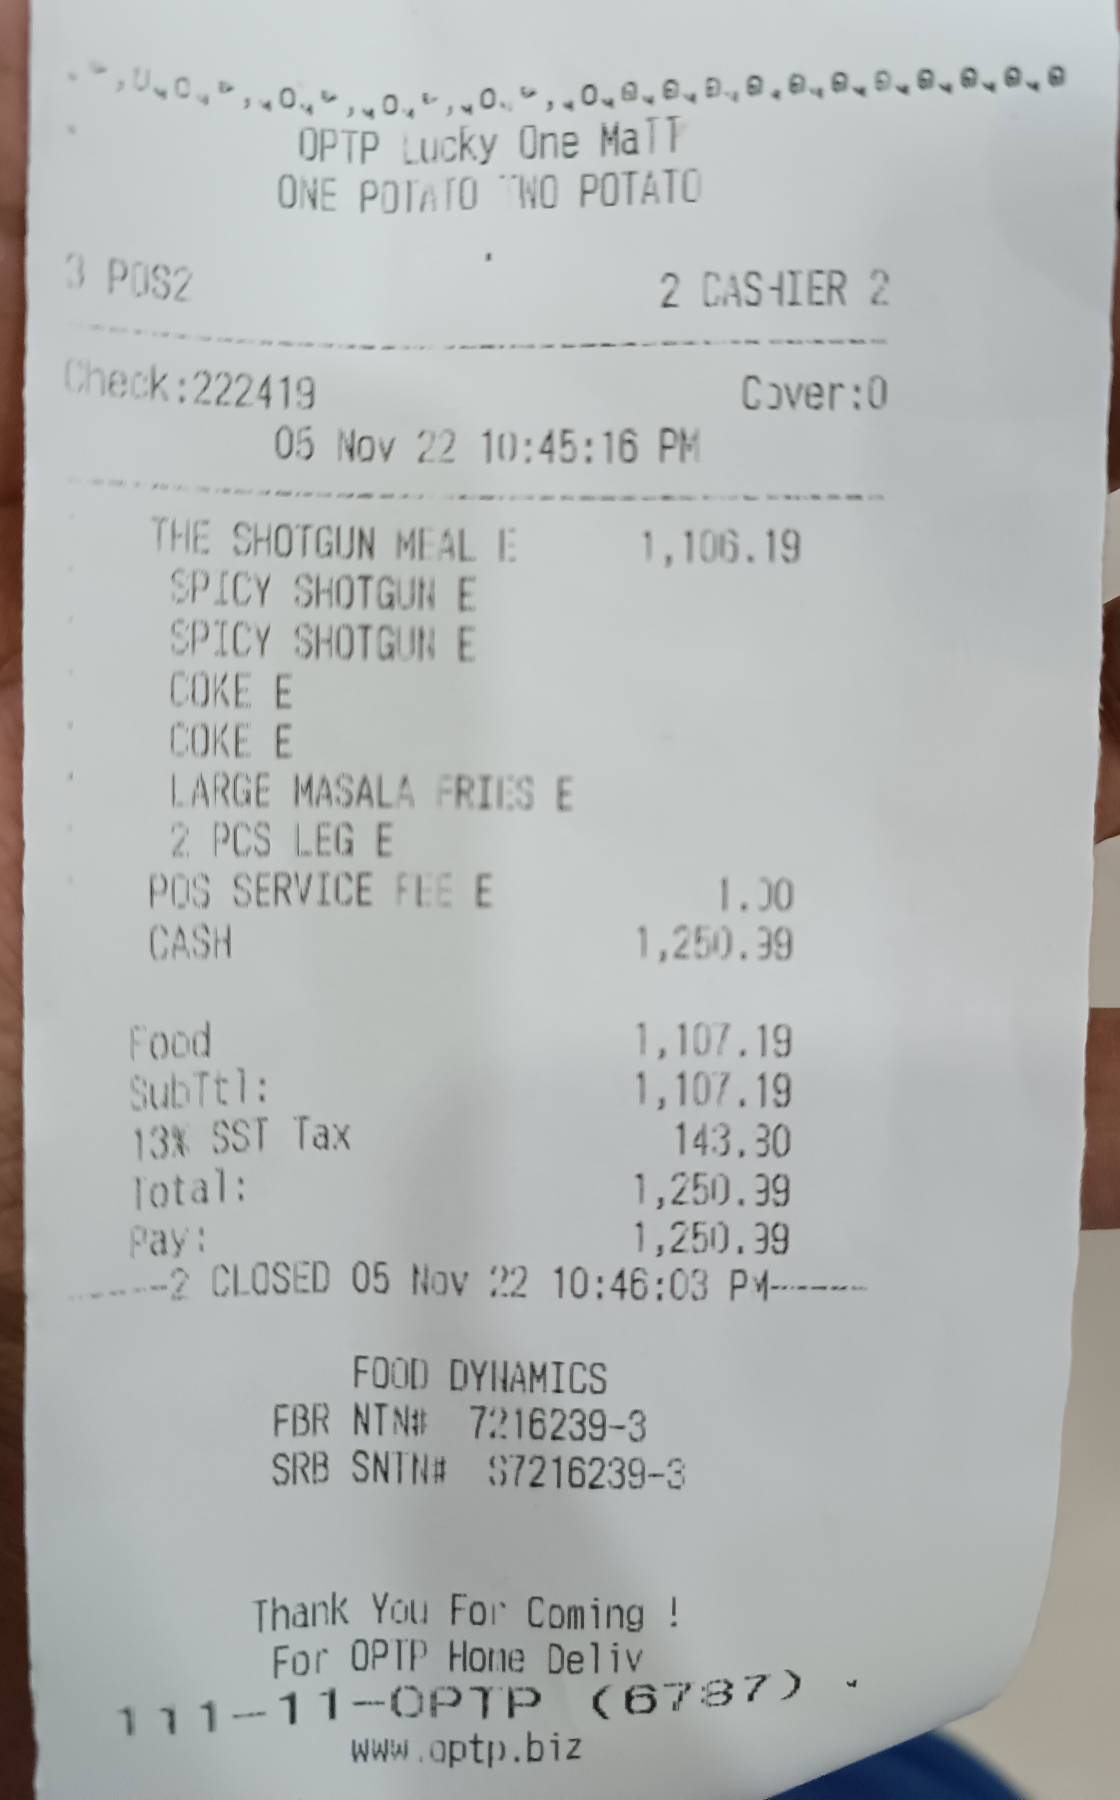 OPTP Lucky One Mall
ONE POTATO TWO POTATO
3 POS2 2 CASHIER 2
Check:222419 Cover:0
05 Nov 22 10:45:16 PM
THE SHOTGUN MEAL E 1,106.19
SPICY SHOTGUN E
SPICY SHOTGUN E
COKE E
COKE E
LARGE MASALA FRIES E
2 PCS LEG E
POS SERVICE FEE E 1.00
CASH 1,250.99
Food 1,107.19
SubTtl: 1,107.19
13% SST Tax 143.80
Total: 1,250.99
Pay: 1,250.99
------2 CLOSED 05 Nov 22 10:46:03 PM------
FOOD DYNAMICS
FBR NTN# 7216239-3
SRB SNTN# S7216239-3
Thank You For Coming !
For OPTP Home Deliv
111-11-OPTP (6787) .
www.optp.biz